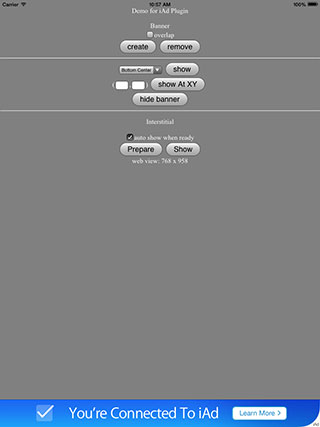 Carrier 10:57 AM 100%
Demo for iAd Plugin
Banner
overlap
create remove
Bottom Center show
( , ) show At XY
hide banner
Interstitial
auto show when ready
Prepare Show
web view: 768 x 958
You're Connected To iAd Learn More >
iAd